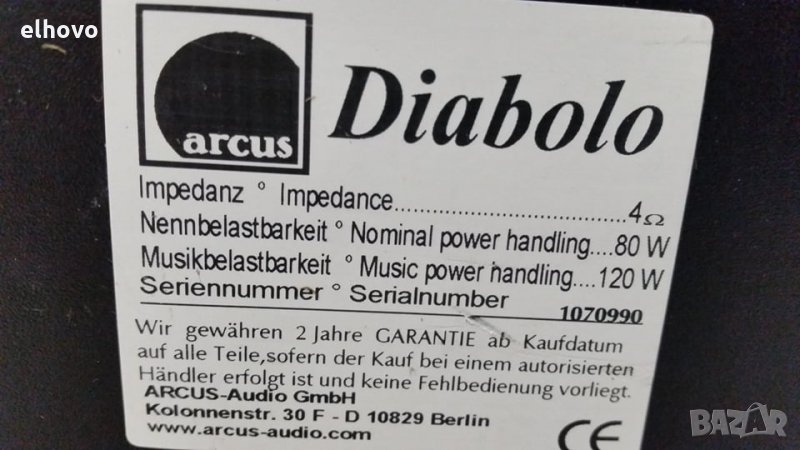 elhovo
arcus
Diabolo
Impedanz ° Impedance..................................4Ω
Nennbelastbarkeit ° Nominal power handling....80 W
Musikbelastbarkeit ° Music power handling....120 W
Seriennummer ° Serialnumber 1070990
Wir gewähren 2 Jahre GARANTIE ab Kaufdatum
auf alle Teile,sofern der Kauf bei einem autorisierten
Händler erfolgt ist und keine Fehlbedienung vorliegt.
ARCUS-Audio GmbH
Kolonnenstr. 30 F - D 10829 Berlin
www.arcus-audio.com
CE
BAZAR